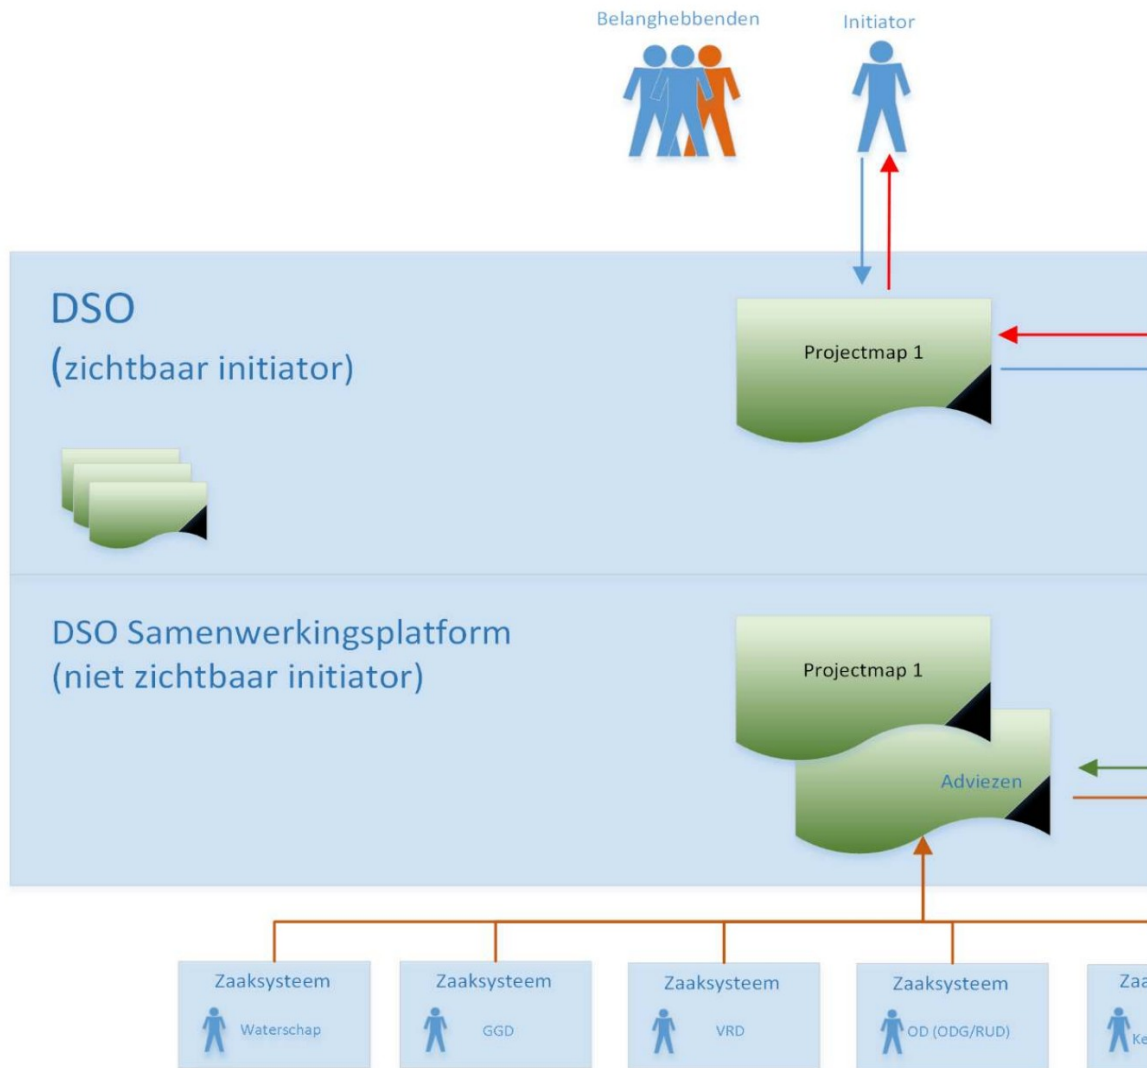 Belanghebbenden
Initiator
DSO
(zichtbaar initiator)
Projectmap 1
DSO Samenwerkingsplatform
(niet zichtbaar initiator)
Projectmap 1
Adviezen
Zaaksysteem
Waterschap
Zaaksysteem
GGD
Zaaksysteem
VRD
Zaaksysteem
OD (ODG/RUD)